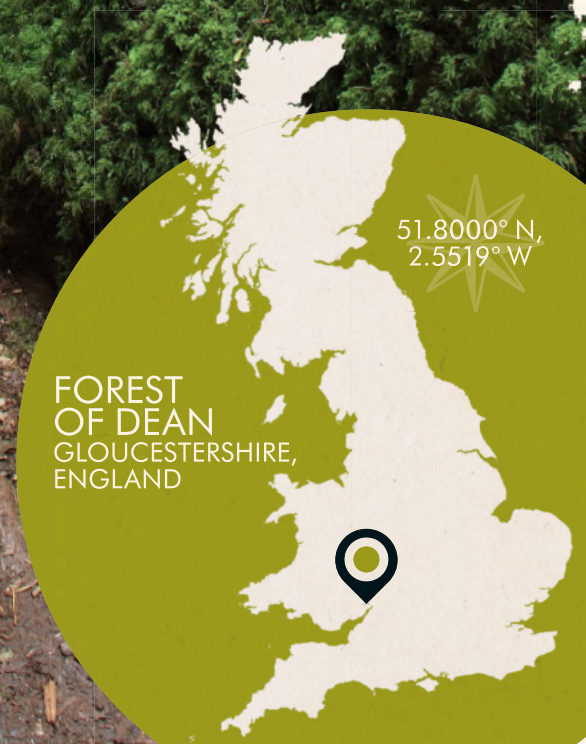 51.8000° N,
2.5519° W
FOREST
OF DEAN
GLOUCESTERSHIRE,
ENGLAND